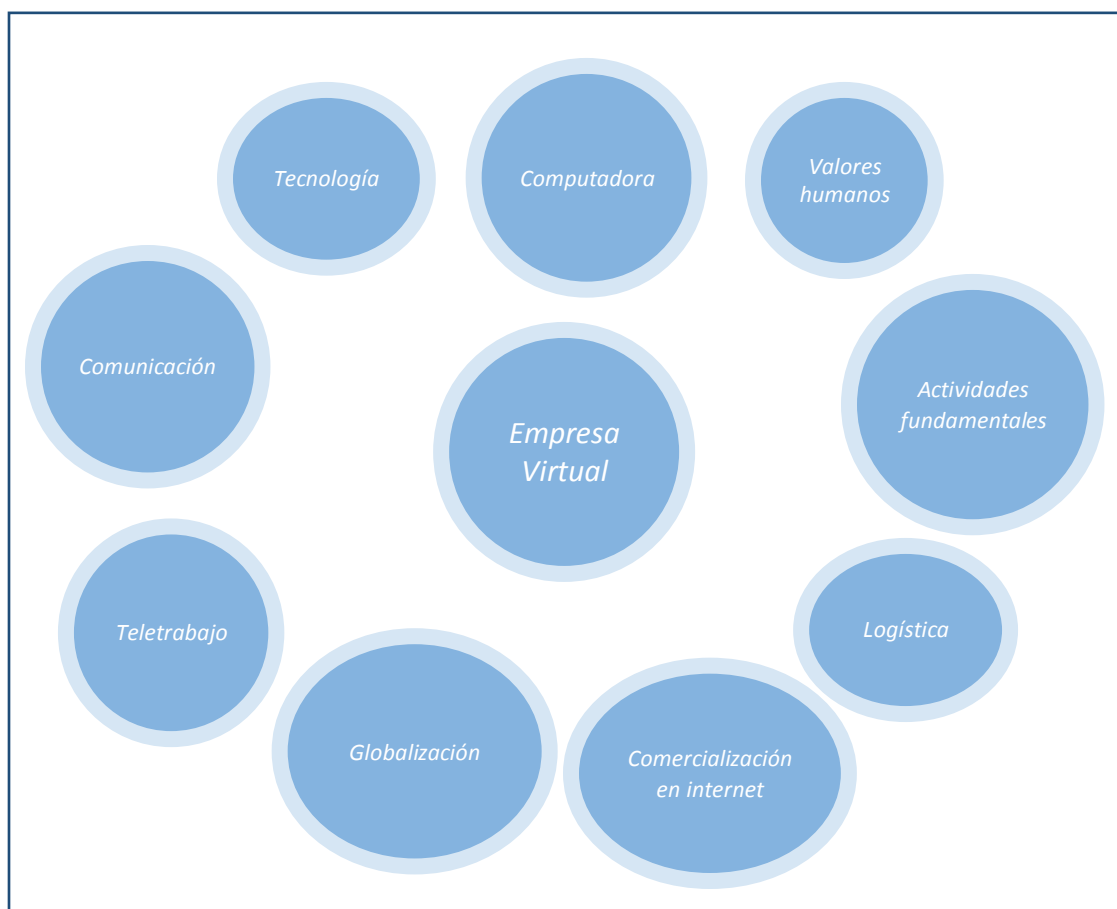 Tecnología
Computadora
Valores
humanos
Comunicación
Empresa
Virtual
Actividades
fundamentales
Teletrabajo
Logística
Globalización
Comercialización
en internet